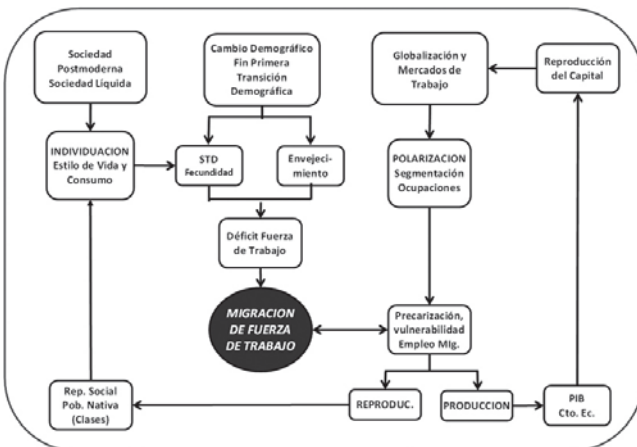 Sociedad
Postmoderna
Sociedad Líquida
Cambio Demográfico
Fin Primera
Transición
Demográfica
Globalización y
Mercados de
Trabajo
Reproducción
del Capital
INDIVIDUACION
Estilo de Vida y
Consumo
STD
Fecundidad
Envejeci-
miento
POLARIZACION
Segmentación
Ocupaciones
Déficit Fuerza
de Trabajo
MIGRACION
DE FUERZA
DE TRABAJO
Precarización,
vulnerabilidad
Empleo MIg.
Rep. Social
Pob. Nativa
(Clases)
REPRODUC.
PRODUCCION
PIB
Cto. Ec.